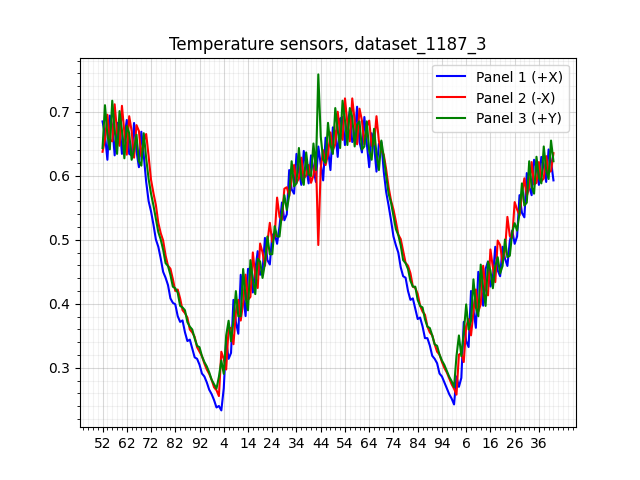 Temperature sensors, dataset_1187_3
Panel 1 (+X)
Panel 2 (-X)
Panel 3 (+Y)
0.7
0.6
0.5
0.4
0.3
52 62 72 82 92 4 14 24 34 44 54 64 74 84 94 6 16 26 36